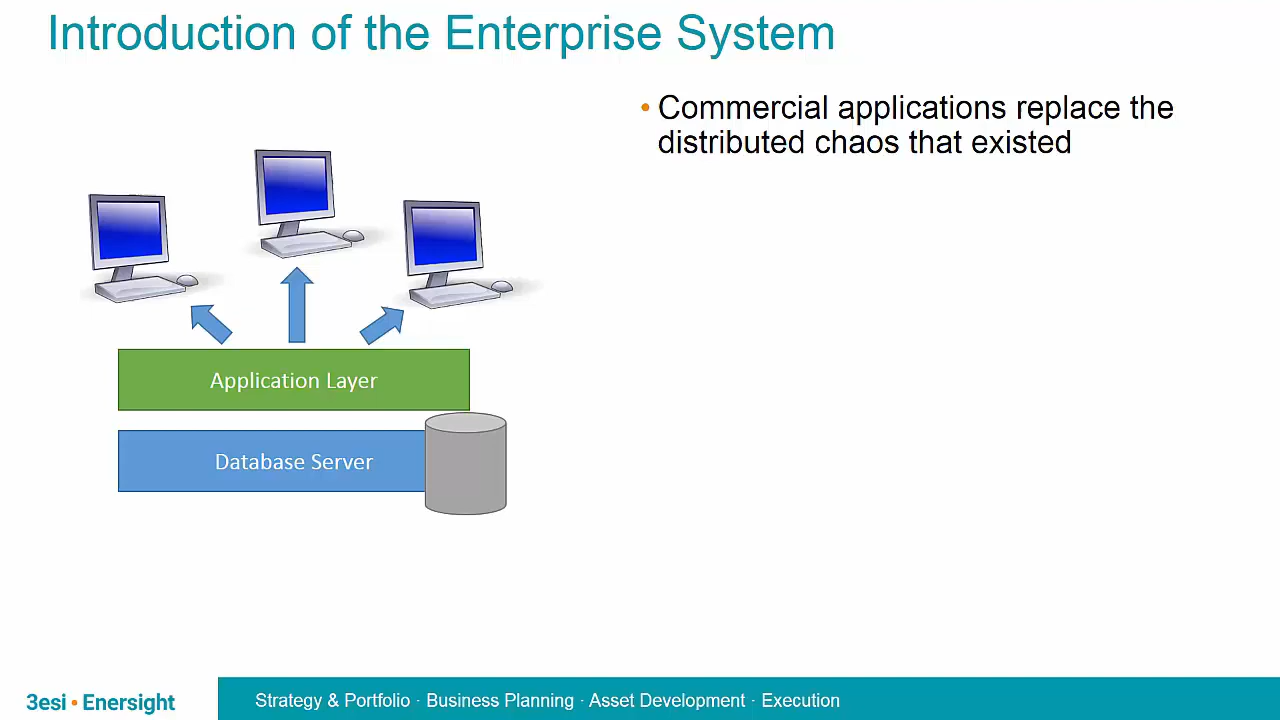 Introduction of the Enterprise System
• Commercial applications replace the
distributed chaos that existed
Application Layer
Database Server
3esi • Enersight
Strategy & Portfolio · Business Planning · Asset Development · Execution